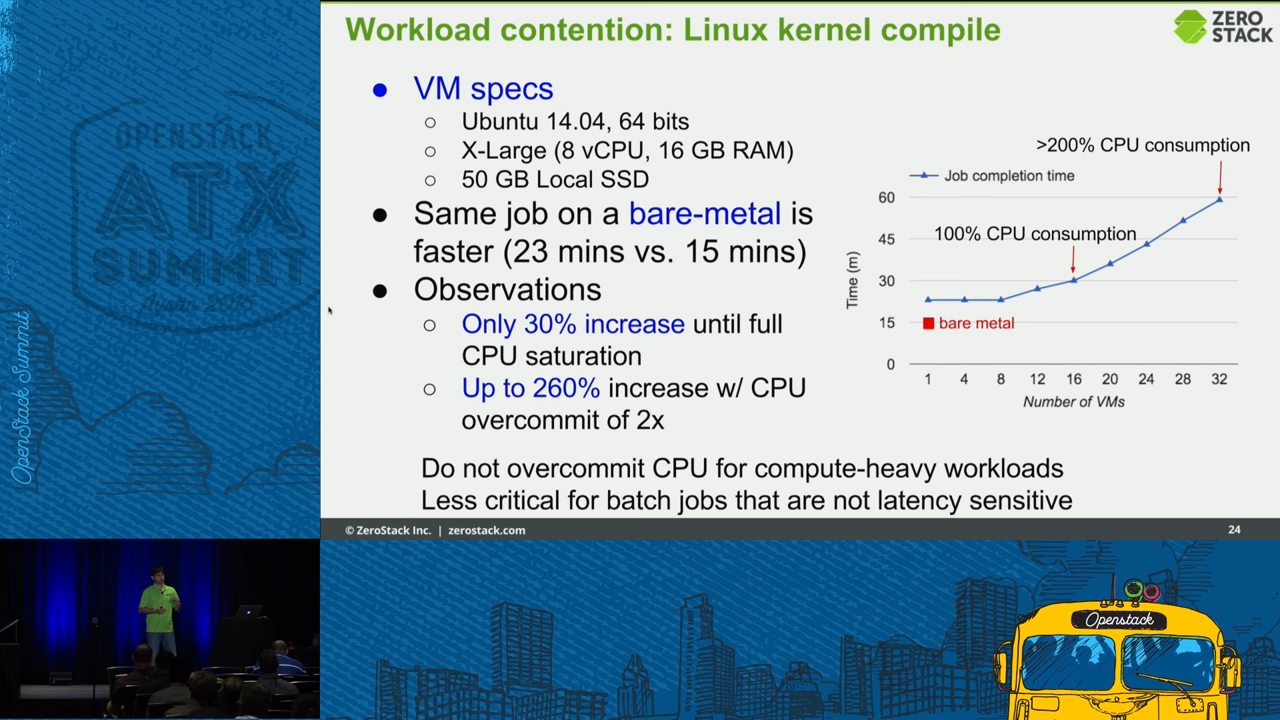 OPENSTACK
ATX
SUMMIT
OpenStack Summit
Workload contention: Linux kernel compile
ZERO
STACK
● VM specs
○ Ubuntu 14.04, 64 bits
○ X-Large (8 vCPU, 16 GB RAM)
○ 50 GB Local SSD
● Same job on a bare-metal is
faster (23 mins vs. 15 mins)
● Observations
○ Only 30% increase until full
CPU saturation
○ Up to 260% increase w/ CPU
overcommit of 2x
>200% CPU consumption
Job completion time
100% CPU consumption
bare metal
Time (m)
60
45
30
15
0
1 4 8 12 16 20 24 28 32
Number of VMs
Do not overcommit CPU for compute-heavy workloads
Less critical for batch jobs that are not latency sensitive
© ZeroStack Inc. | zerostack.com
24
Openstack